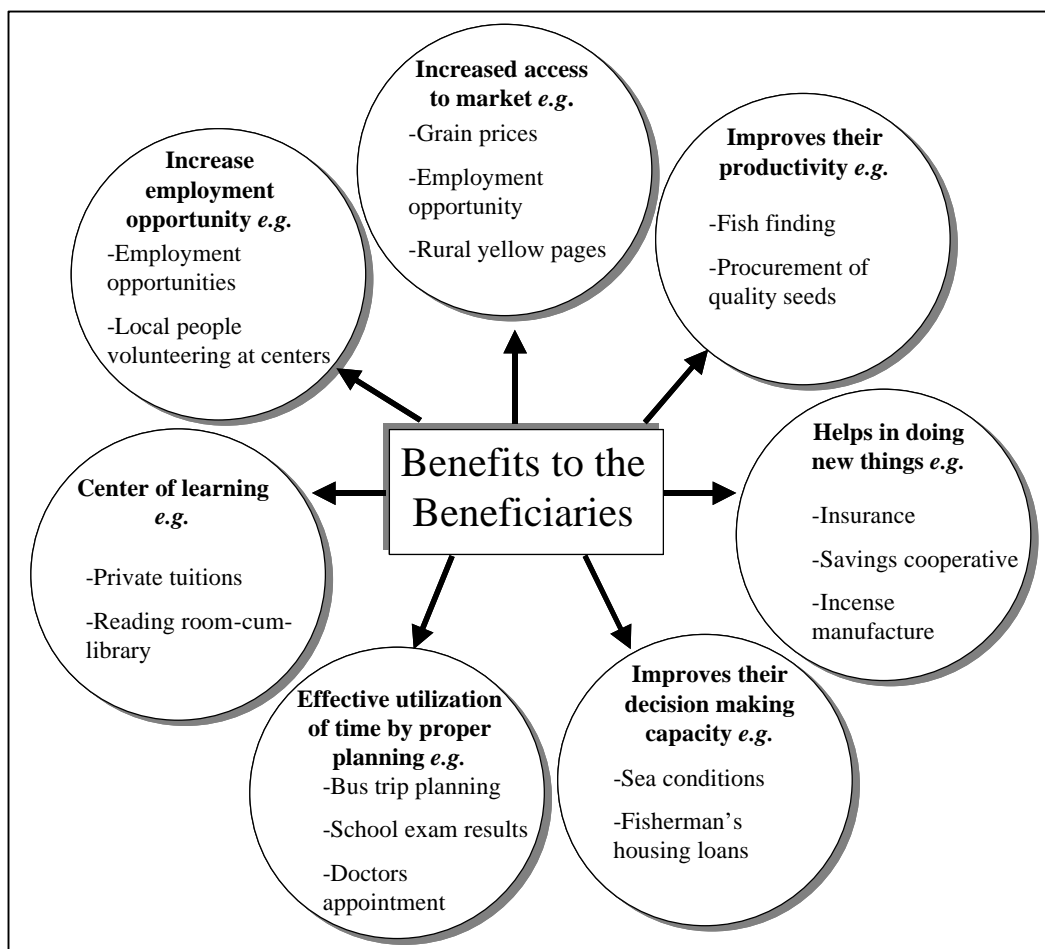 Increased access
to market e.g.
-Grain prices
-Employment
opportunity
-Rural yellow pages
Improves their
productivity e.g.
-Fish finding
-Procurement of
quality seeds
Increase
employment
opportunity e.g.
-Employment
opportunities
-Local people
volunteering at centers
Benefits to the
Beneficiaries
Helps in doing
new things e.g.
-Insurance
-Savings cooperative
-Incense
manufacture
Center of learning
e.g.
-Private tuitions
-Reading room-cum-
library
Improves their
decision making
capacity e.g.
-Sea conditions
-Fisherman’s
housing loans
Effective utilization
of time by proper
planning e.g.
-Bus trip planning
-School exam results
-Doctors
appointment